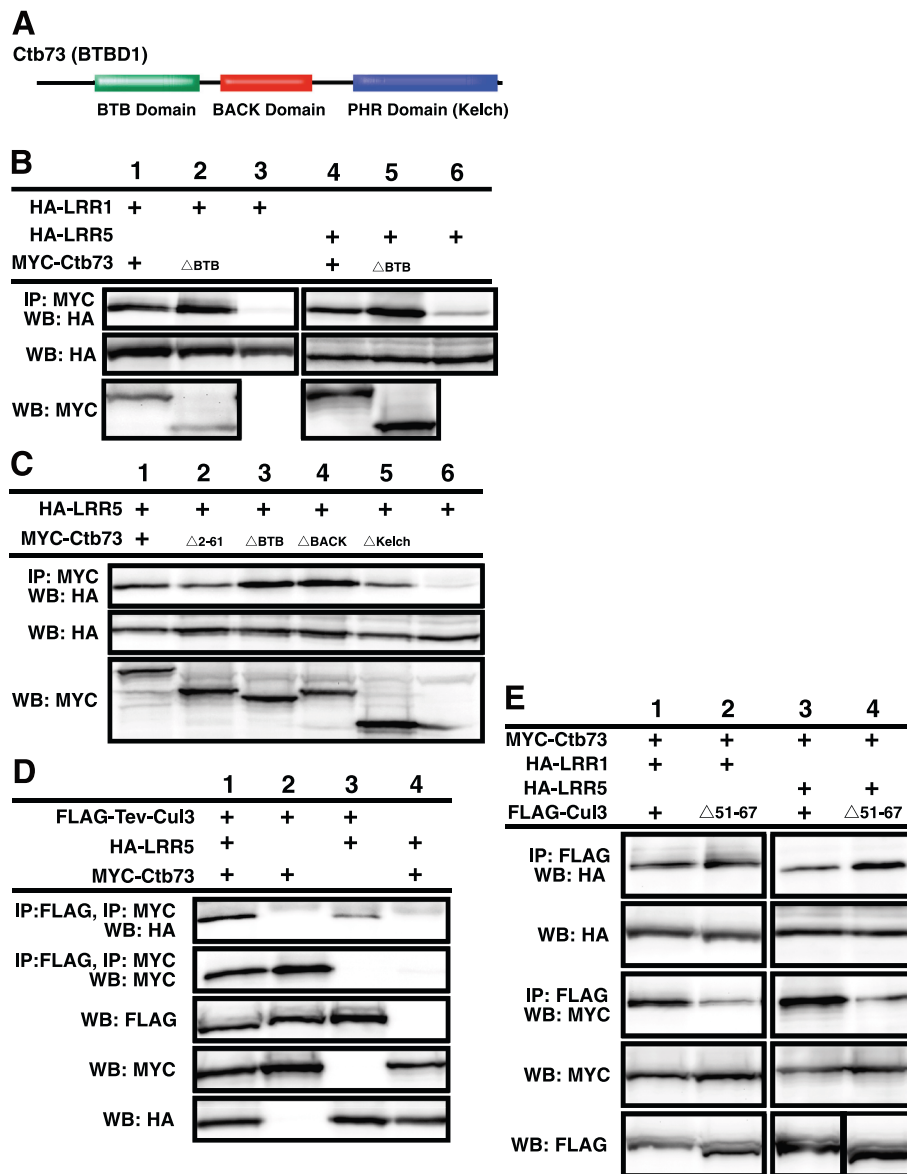 A
Ctb73 (BTBD1)
BTB Domain BACK Domain PHR Domain (Kelch)
B
1 2 3 4 5 6
HA-LRR1 + + +
HA-LRR5 + + +
MYC-Ctb73 + △BTB + △BTB
IP: MYC
WB: HA
WB: HA
WB: MYC
C
1 2 3 4 5 6
HA-LRR5 + + + + + +
MYC-Ctb73 + △2-61 △BTB △BACK △Kelch
IP: MYC
WB: HA
WB: HA
WB: MYC
D
1 2 3 4
FLAG-Tev-Cul3 + + +
HA-LRR5 + + +
MYC-Ctb73 + + +
IP:FLAG, IP: MYC
WB: HA
IP:FLAG, IP: MYC
WB: MYC
WB: FLAG
WB: MYC
WB: HA
E
1 2 3 4
MYC-Ctb73 + + + +
HA-LRR1 + +
HA-LRR5 + +
FLAG-Cul3 + △51-67 + △51-67
IP: FLAG
WB: HA
WB: HA
IP: FLAG
WB: MYC
WB: MYC
WB: FLAG